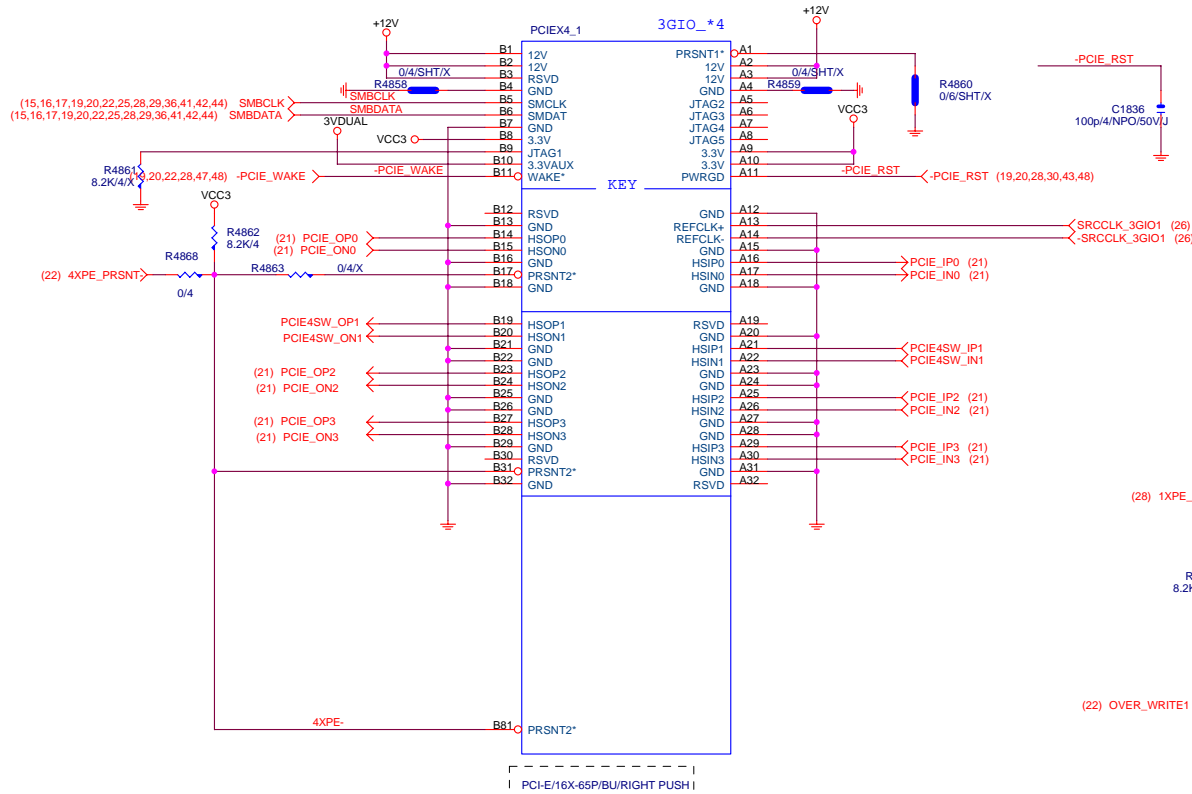 +12V
PCIEX4_1
3GIO_*4
+12V
B1 12V PRSNT1* A1
B2 12V 12V A2
B3 RSVD 12V A3
0/4/SHT/X
0/4/SHT/X
R4858 B4 GND GND A4 R4859
R4860
0/6/SHT/X
-PCIE_RST
C1836
100p/4/NPO/50V/J
(15,16,17,19,20,22,25,28,29,36,41,42,44) SMBCLK SMBCLK B5 SMCLK JTAG2 A5
(15,16,17,19,20,22,25,28,29,36,41,42,44) SMBDATA SMBDATA B6 SMDAT JTAG3 A6
3VDUAL
VCC3
B7 GND JTAG4 A7
VCC3 B8 3.3V JTAG5 A8
B9 JTAG1 3.3V A9
B10 3.3VAUX 3.3V A10
R4861
8.2K/4/X
19,20,22,28,47,48) -PCIE_WAKE -PCIE_WAKE B11 WAKE* PWRGD A11 -PCIE_RST -PCIE_RST (19,20,28,30,43,48)
KEY
VCC3
R4862
8.2K/4
B12 RSVD GND A12
B13 GND REFCLK+ A13 SRCCLK_3GIO1 (26)
(21) PCIE_OP0 B14 HSOP0 REFCLK- A14 -SRCCLK_3GIO1 (26)
(21) PCIE_ON0 B15 HSON0 GND A15
B16 GND HSIP0 A16 PCIE_IP0 (21)
(22) 4XPE_PRSNT- R4868 0/4 R4863 0/4/X B17 PRSNT2* HSIN0 A17 PCIE_IN0 (21)
B18 GND GND A18
PCIE4SW_OP1 B19 HSOP1 RSVD A19
PCIE4SW_ON1 B20 HSON1 GND A20
B21 GND HSIP1 A21 PCIE4SW_IP1
B22 GND HSIN1 A22 PCIE4SW_IN1
(21) PCIE_OP2 B23 HSOP2 GND A23
(21) PCIE_ON2 B24 HSON2 GND A24
B25 GND HSIP2 A25 PCIE_IP2 (21)
B26 GND HSIN2 A26 PCIE_IN2 (21)
(21) PCIE_OP3 B27 HSOP3 GND A27
(21) PCIE_ON3 B28 HSON3 GND A28
B29 GND HSIP3 A29 PCIE_IP3 (21)
B30 RSVD HSIN3 A30 PCIE_IN3 (21)
B31 PRSNT2* GND A31
B32 GND RSVD A32
(28) 1XPE_
R
8.2K
(22) OVER_WRITE1
4XPE- B81 PRSNT2*
PCI-E/16X-65P/BU/RIGHT PUSH